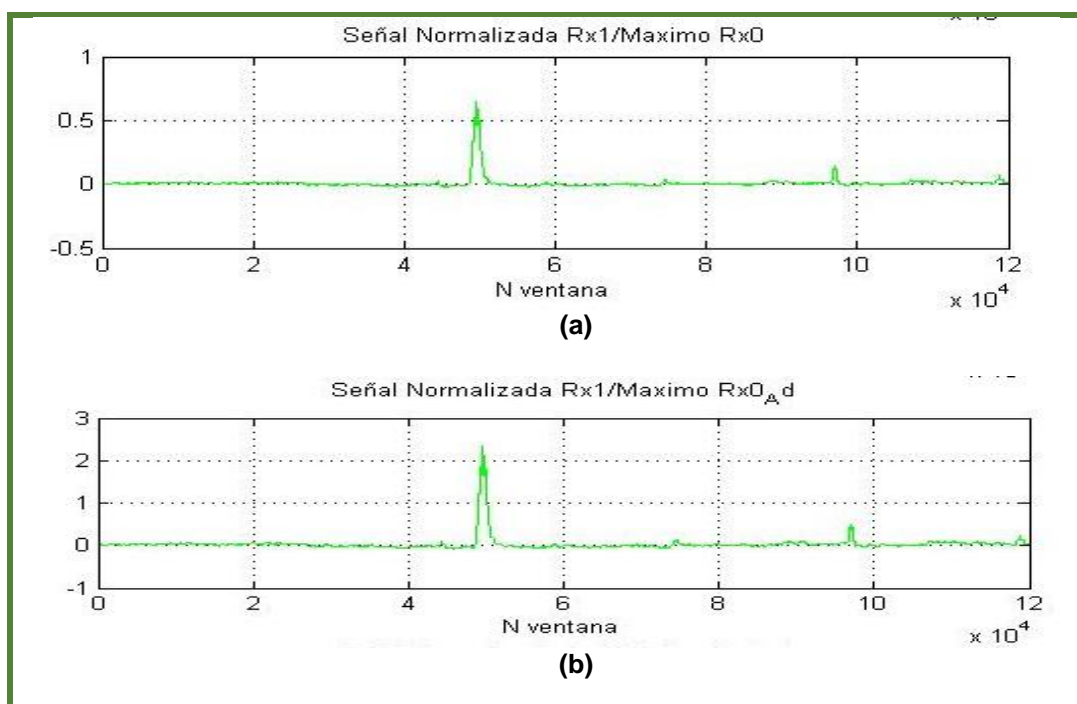 Señal Normalizada Rx1/Maximo Rx0
1
0.5
0
-0.5
0 2 4 6 8 10 12
N ventana
x 10^4
(a)
Señal Normalizada Rx1/Maximo Rx0_Ad
3
2
1
0
-1
0 2 4 6 8 10 12
N ventana
x 10^4
(b)